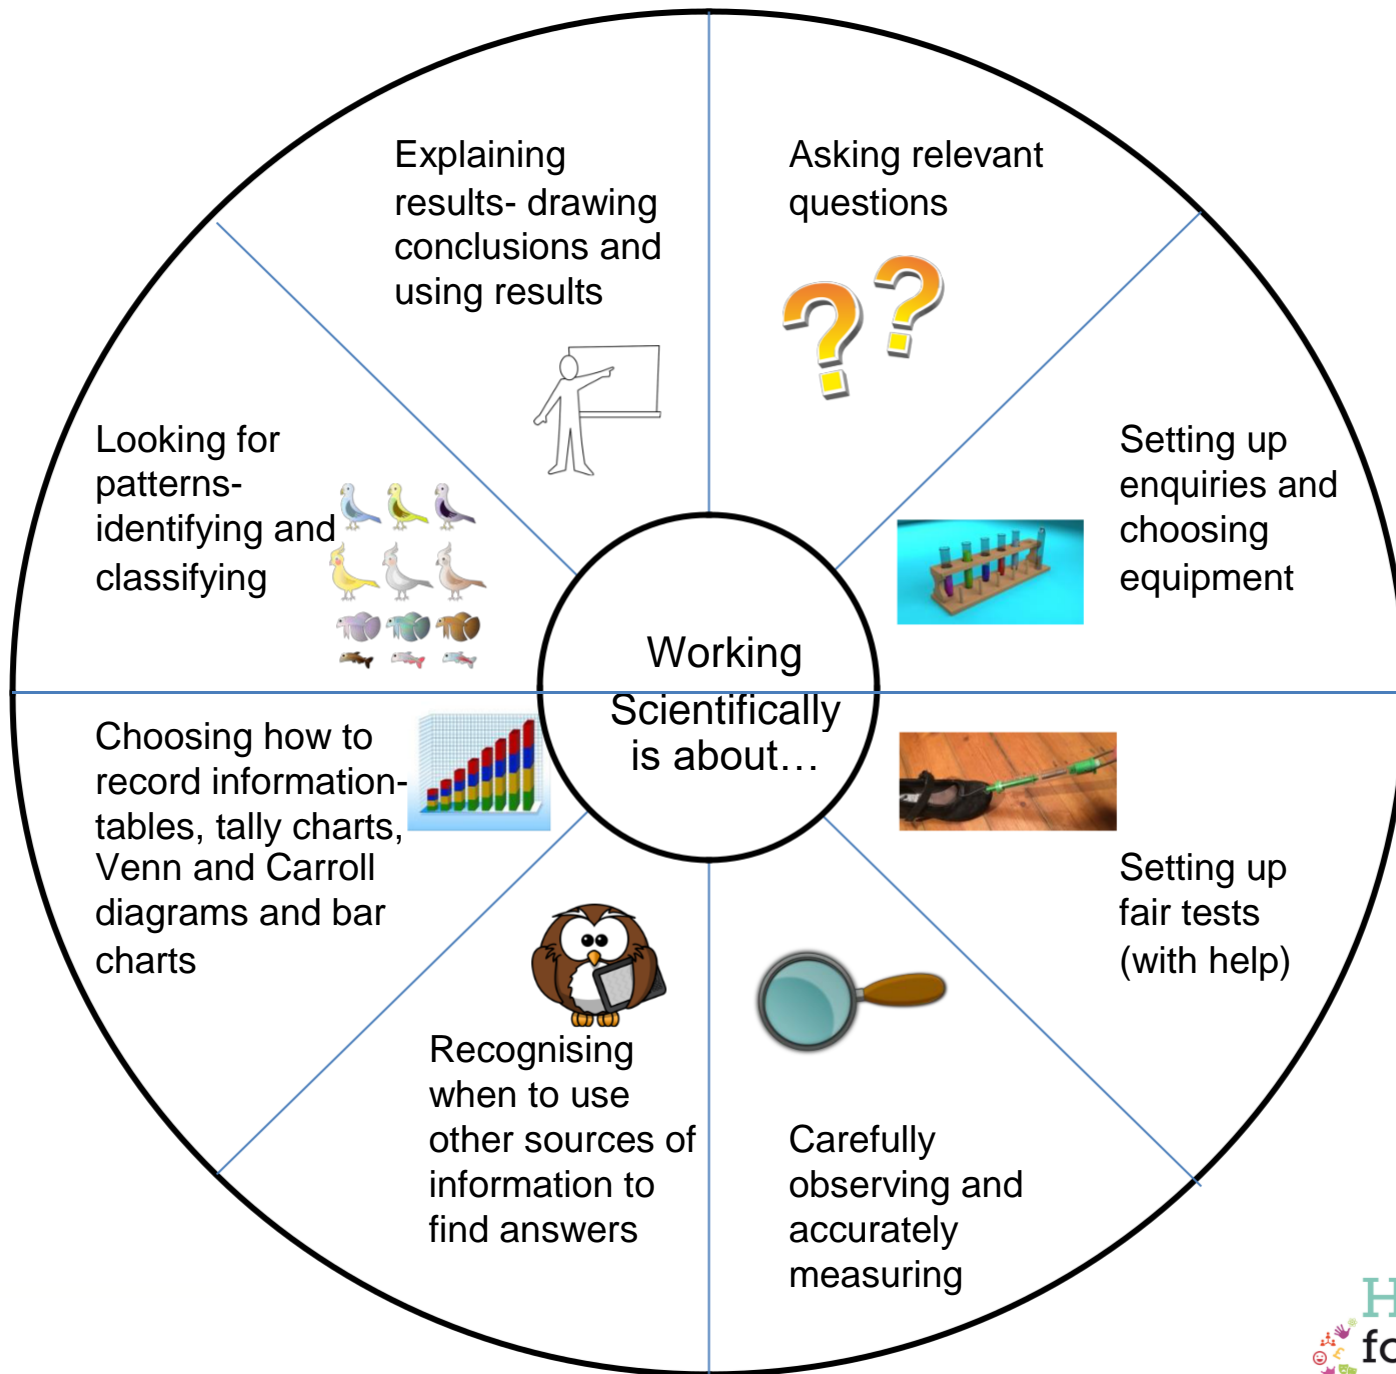 Working
Scientifically
is about…
Asking relevant
questions
Setting up
enquiries and
choosing
equipment
Setting up
fair tests
(with help)
Carefully
observing and
accurately
measuring
Recognising
when to use
other sources of
information to
find answers
Choosing how to
record information-
tables, tally charts,
Venn and Carroll
diagrams and bar
charts
Looking for
patterns-
identifying and
classifying
Explaining
results- drawing
conclusions and
using results